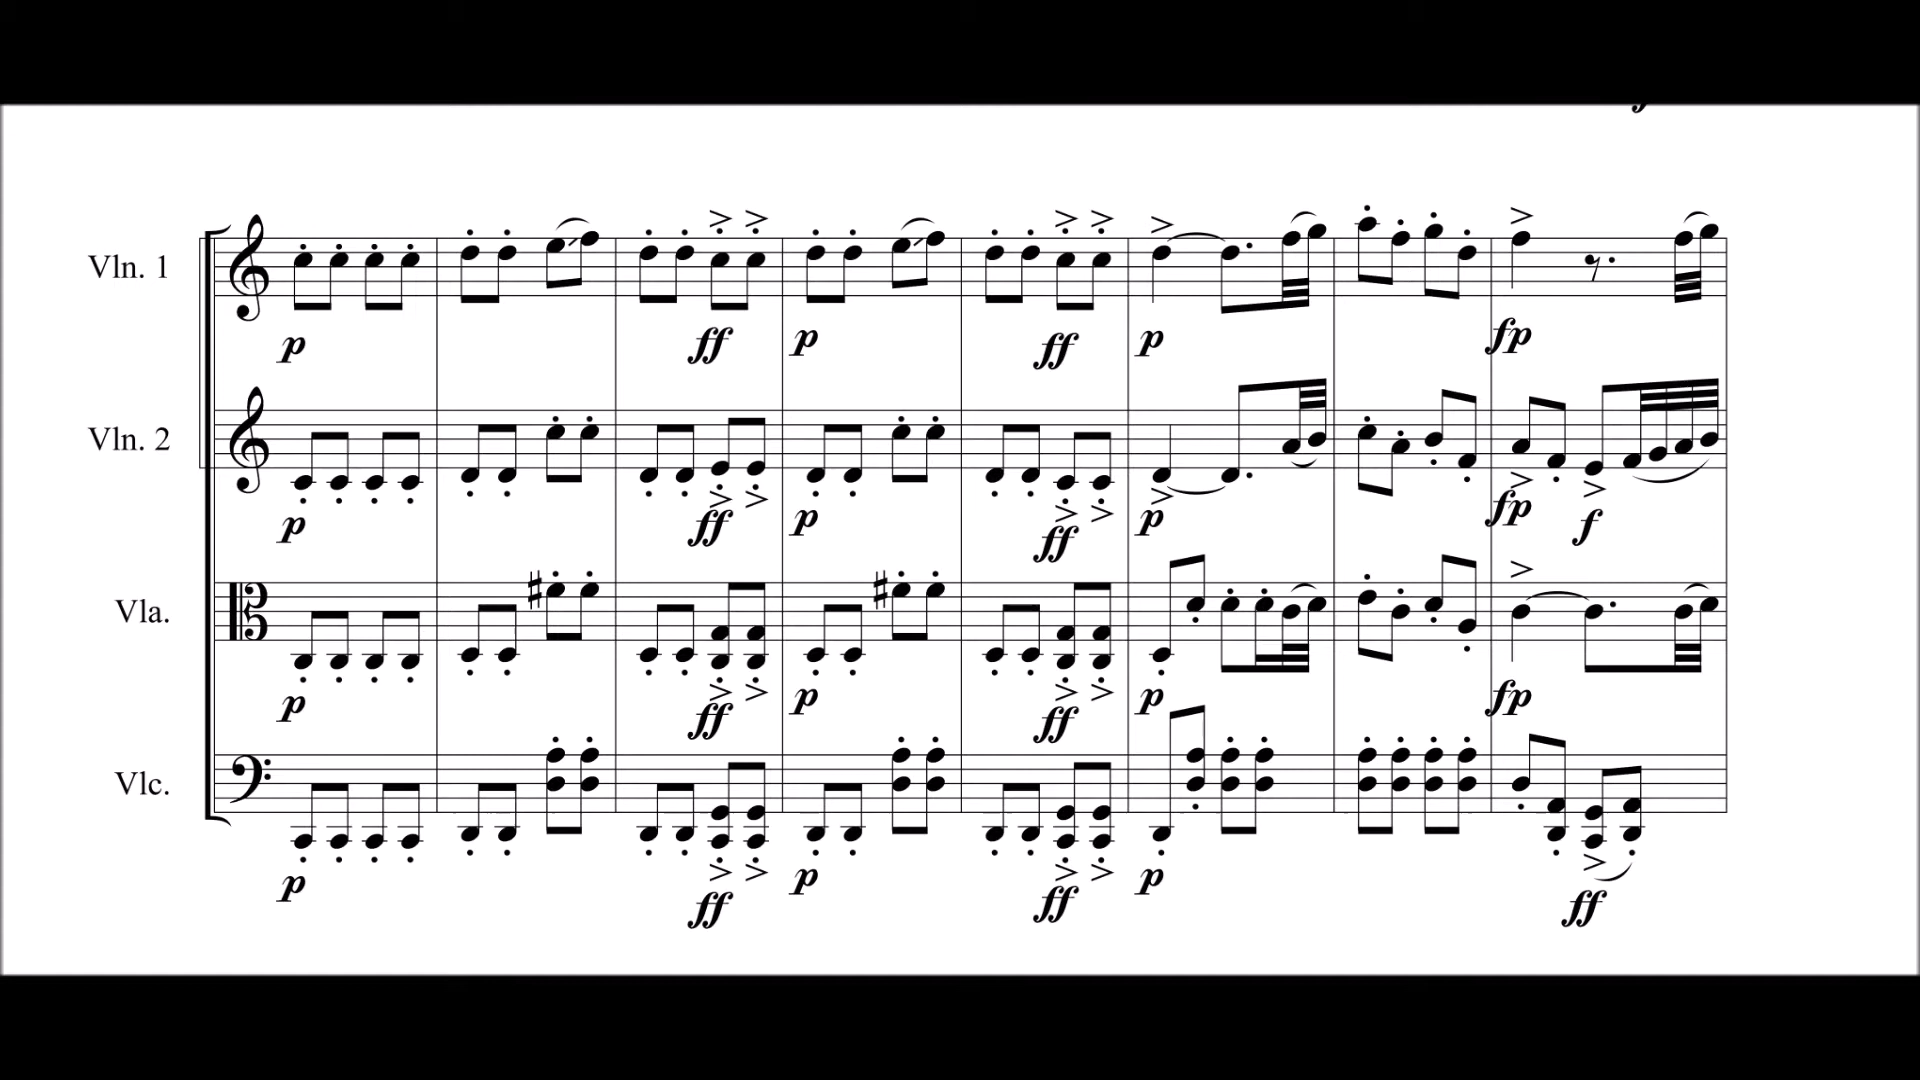 Vln. 1
p ff p ff p fp
Vln. 2
p ff p ff p fp f
Vla.
p ff p ff p fp
Vlc.
p ff p ff p ff